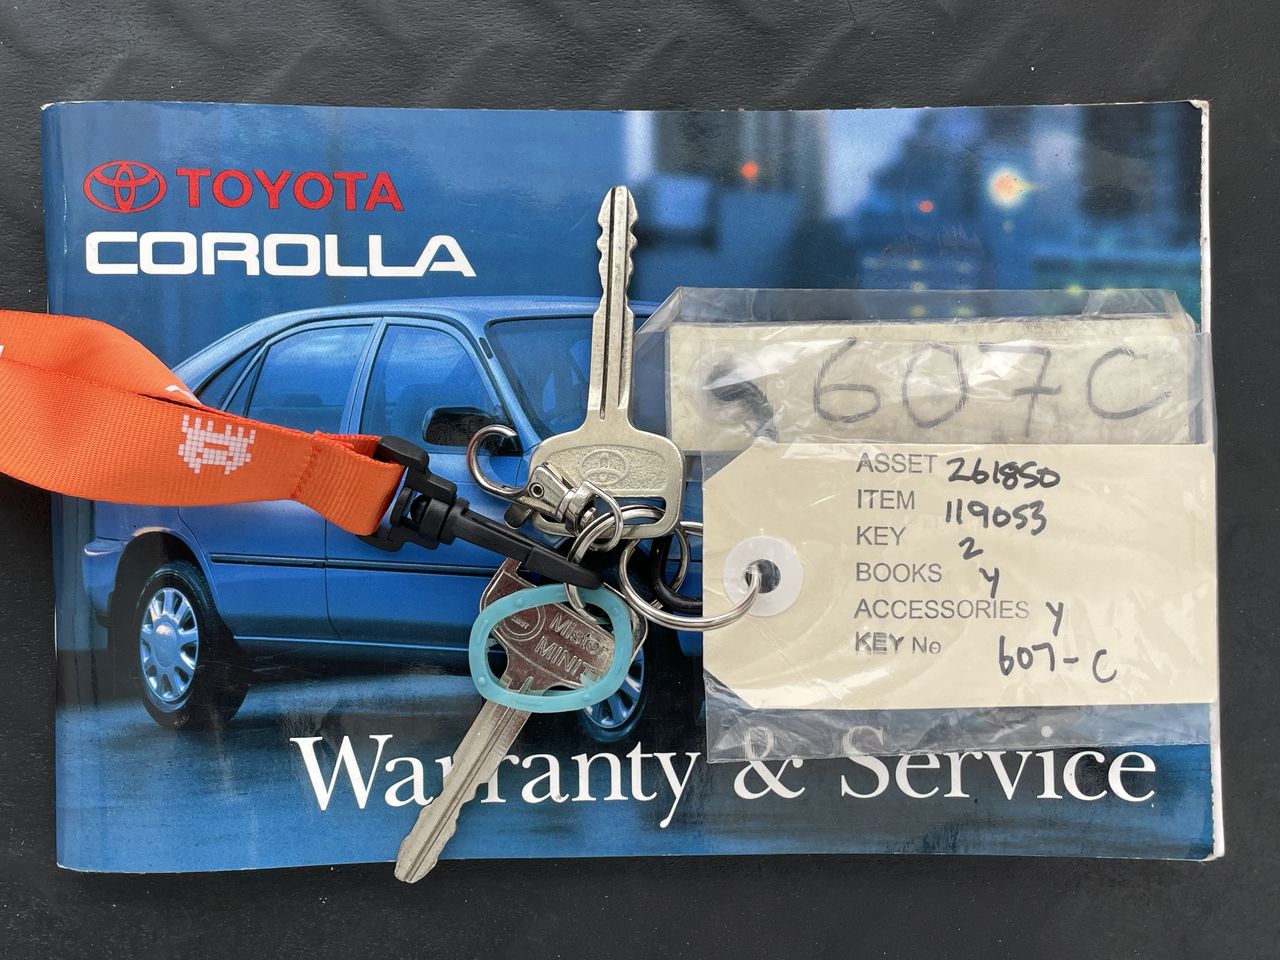 TOYOTA
COROLLA
607C
ASSET 261850
ITEM 119053
KEY 2
BOOKS Y
ACCESSORIES Y
KEY No 607-C
Mister
MINIT
Warranty & Service